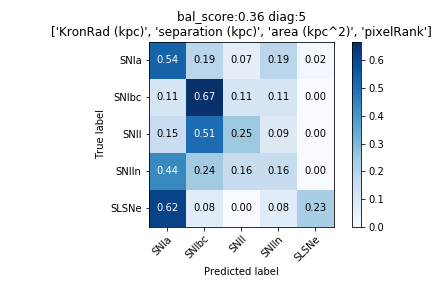 bal_score:0.36 diag:5
['KronRad (kpc)', 'separation (kpc)', 'area (kpc^2)', 'pixelRank']
True label
SNIa 0.54 0.19 0.07 0.19 0.02
SNIbc 0.11 0.67 0.11 0.11 0.00
SNII 0.15 0.51 0.25 0.09 0.00
SNIIn 0.44 0.24 0.16 0.16 0.00
SLSNe 0.62 0.08 0.00 0.08 0.23
SNIa SNIbc SNII SNIIn SLSNe
Predicted label
0.6
0.5
0.4
0.3
0.2
0.1
0.0